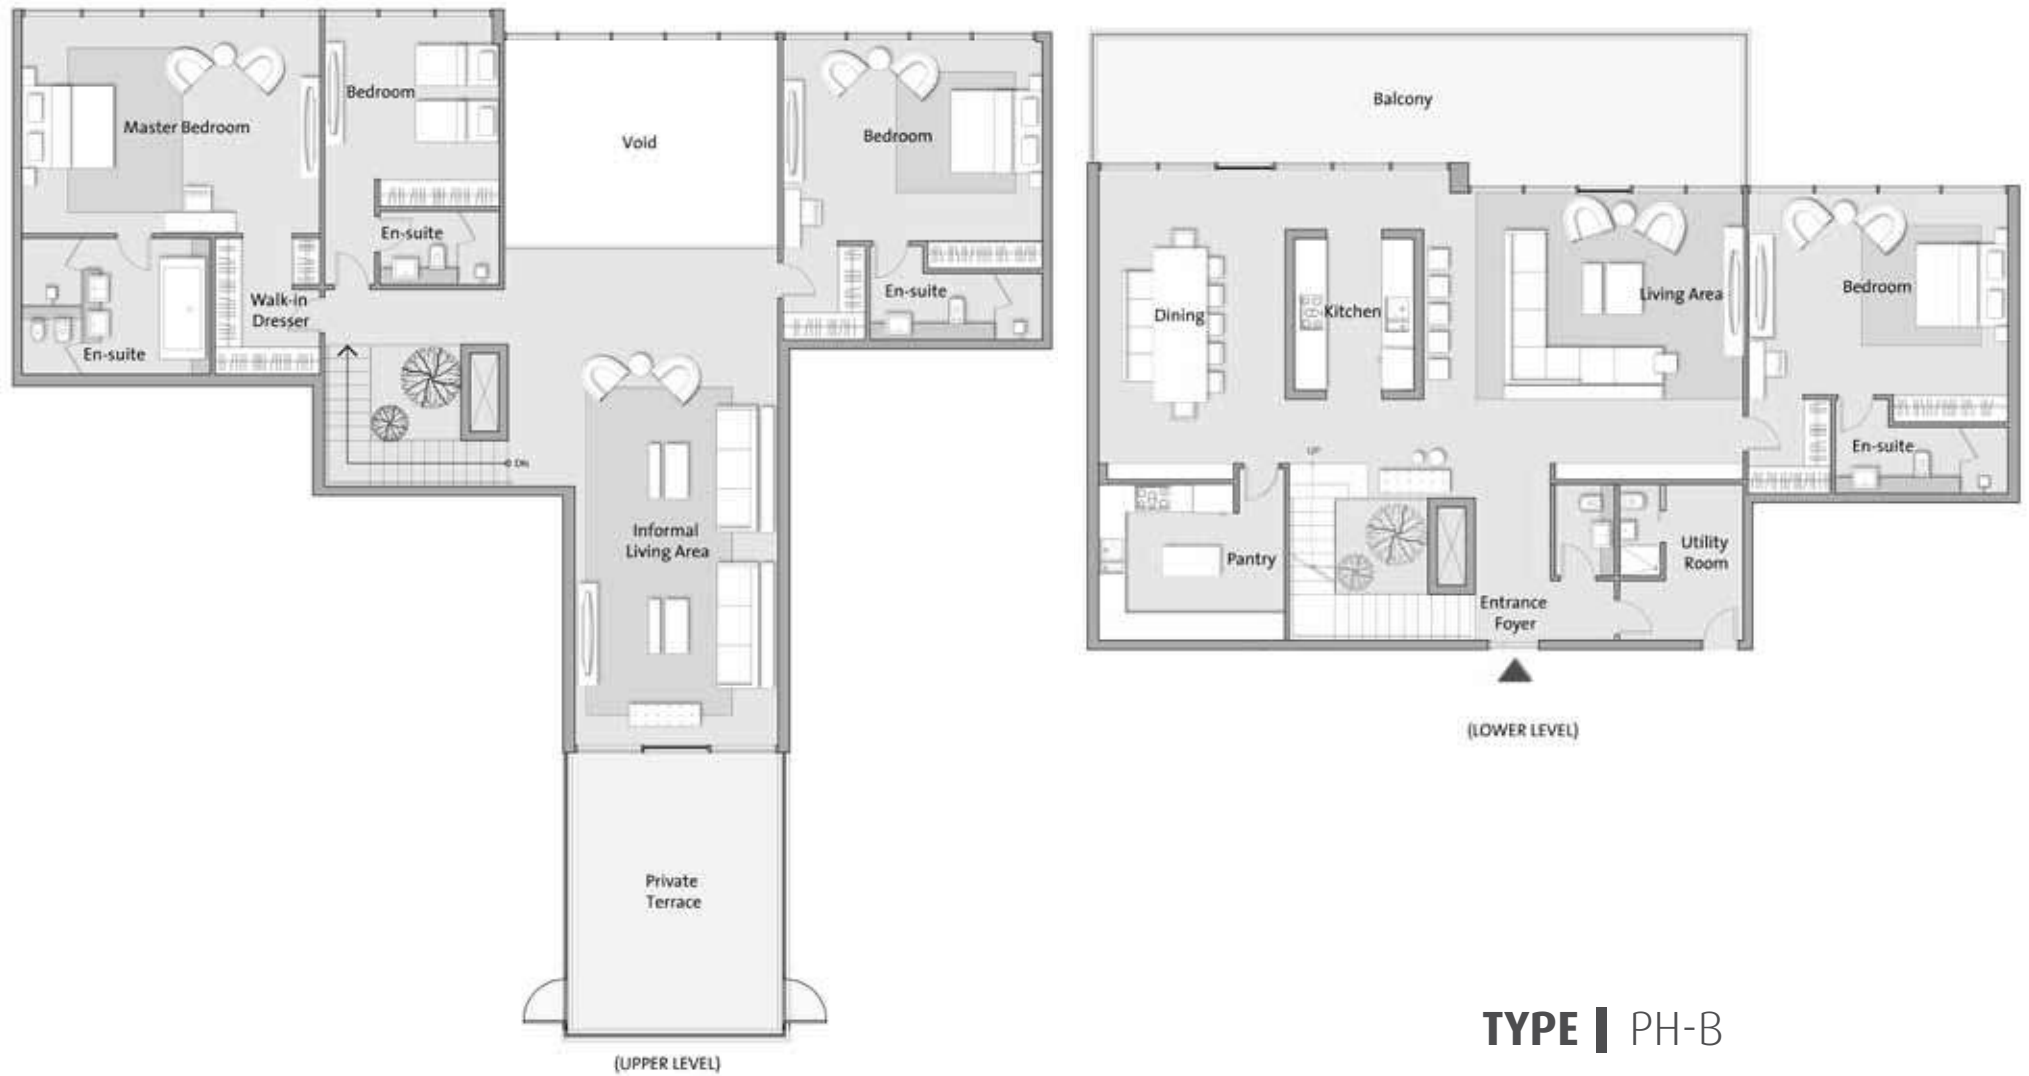 Master Bedroom
Bedroom
Void
Bedroom
En-suite
Walk-in
Dresser
En-suite
En-suite
DN
Informal
Living Area
Private
Terrace
(UPPER LEVEL)
Balcony
Dining
Kitchen
Living Area
Bedroom
En-suite
UP
Pantry
Utility
Room
Entrance
Foyer
(LOWER LEVEL)
TYPE | PH-B